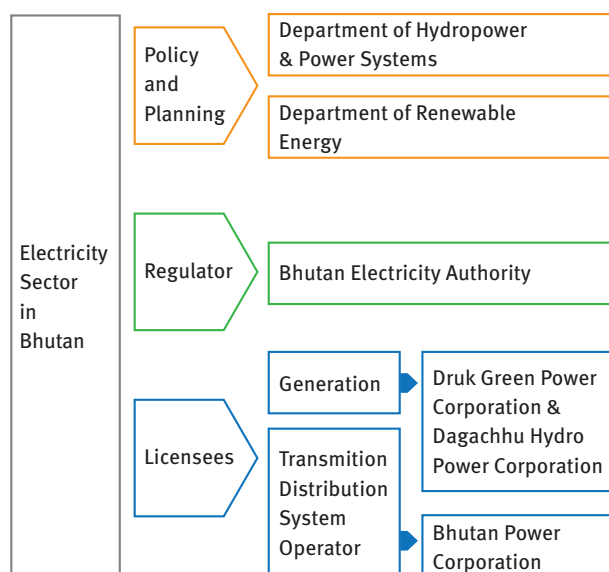 Electricity
Sector
in
Bhutan
Policy
and
Planning
Department of Hydropower
& Power Systems
Department of Renewable
Energy
Regulator
Bhutan Electricity Authority
Licensees
Generation
Druk Green Power
Corporation &
Dagachhu Hydro
Power Corporation
Transmition
Distribution
System
Operator
Bhutan Power
Corporation